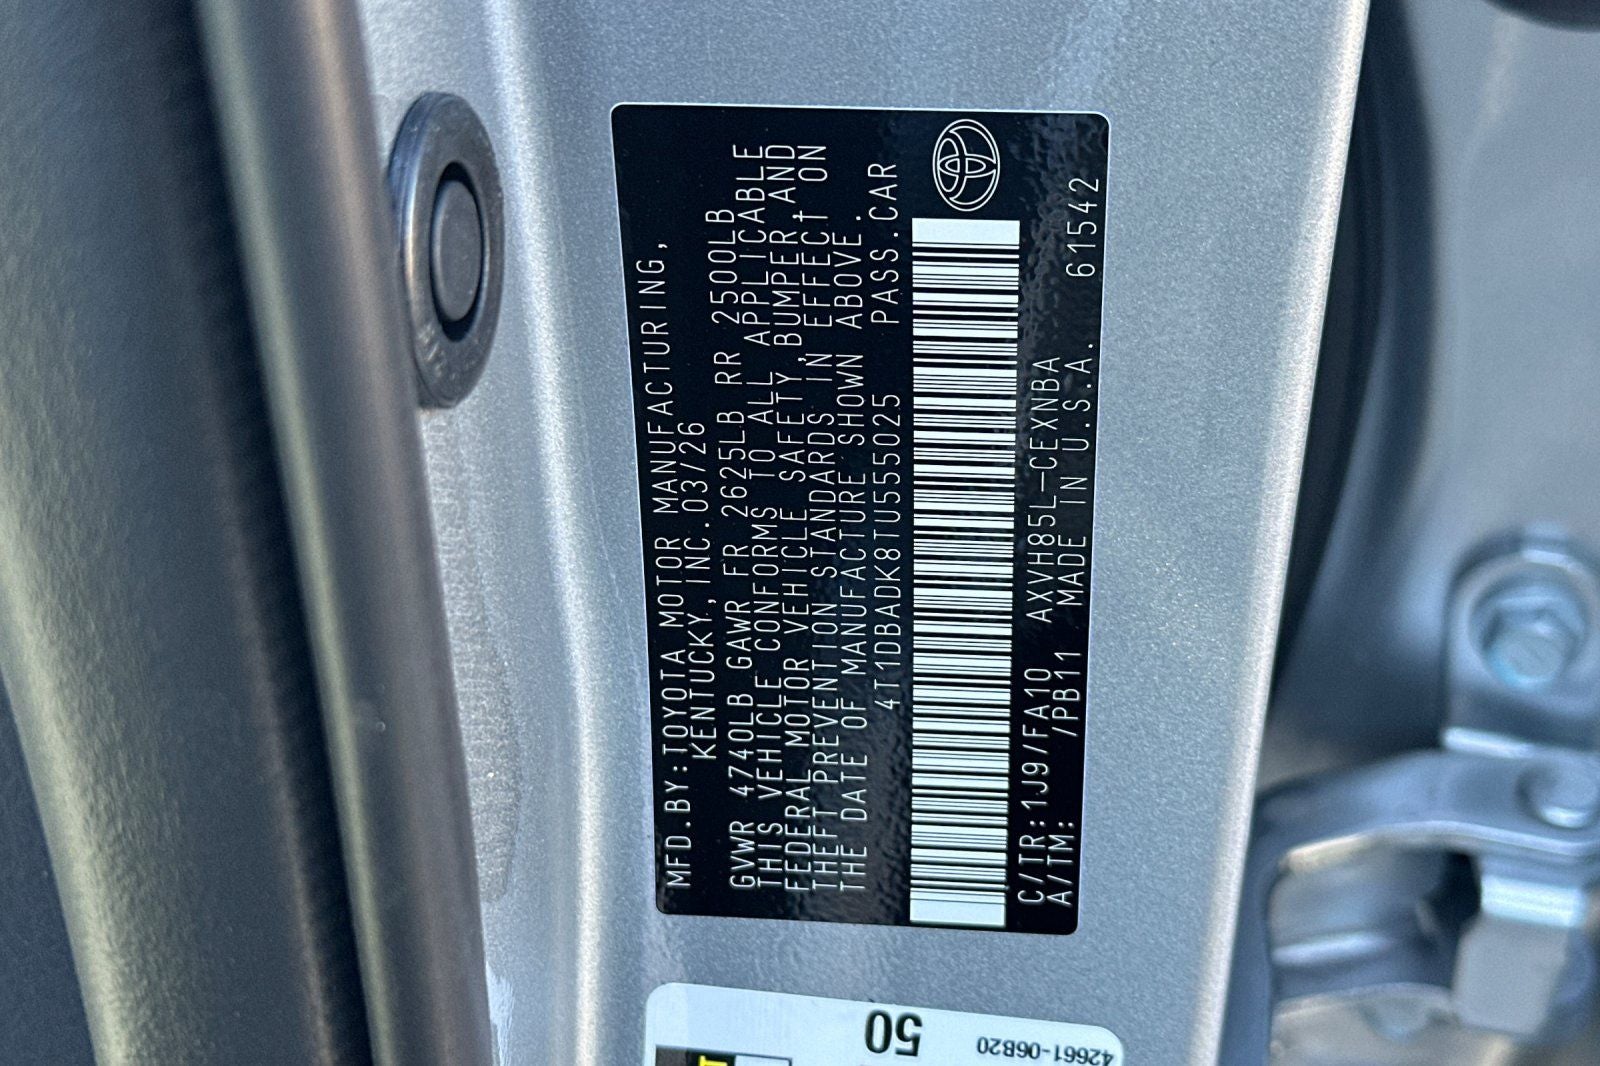 MFD.BY:TOYOTA MOTOR MANUFACTURING,
KENTUCKY,INC.03/26
GVWR 4740LB GAWR FR 2625LB RR 2500LB
THIS VEHICLE CONFORMS TO ALL APPLICABLE
FEDERAL MOTOR VEHICLE SAFETY,BUMPER,AND
THEFT PREVENTION STANDARDS IN EFFECT ON
THE DATE OF MANUFACTURE SHOWN ABOVE.
4T1DBADK8TU555025 PASS.CAR
C/TR:1J9/FA10 AXVH85L-CEXNBA
A/TM: /PB11 MADE IN U.S.A. 61542
50
42661-06B20